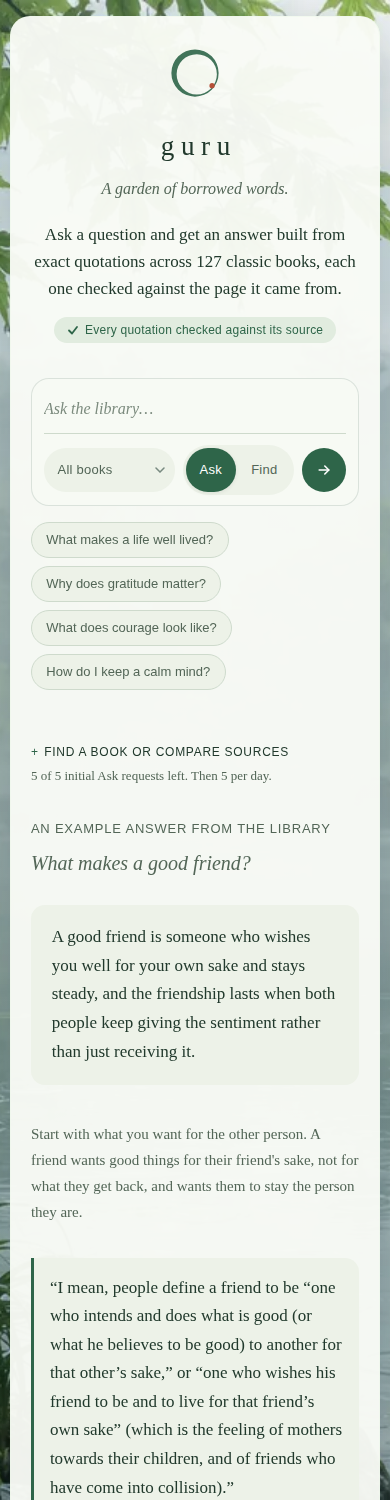 guru
A garden of borrowed words.
Ask a question and get an answer built from
exact quotations across 127 classic books, each
one checked against the page it came from.
Every quotation checked against its source
Ask the library…
All books
Ask
Find
What makes a life well lived?
Why does gratitude matter?
What does courage look like?
How do I keep a calm mind?
+ FIND A BOOK OR COMPARE SOURCES
5 of 5 initial Ask requests left. Then 5 per day.
AN EXAMPLE ANSWER FROM THE LIBRARY
What makes a good friend?
A good friend is someone who wishes
you well for your own sake and stays
steady, and the friendship lasts when both
people keep giving the sentiment rather
than just receiving it.
Start with what you want for the other person. A
friend wants good things for their friend's sake, not for
what they get back, and wants them to stay the person
they are.
“I mean, people define a friend to be “one
who intends and does what is good (or
what he believes to be good) to another for
that other’s sake,” or “one who wishes his
friend to be and to live for that friend’s
own sake” (which is the feeling of mothers
towards their children, and of friends who
have come into collision).”